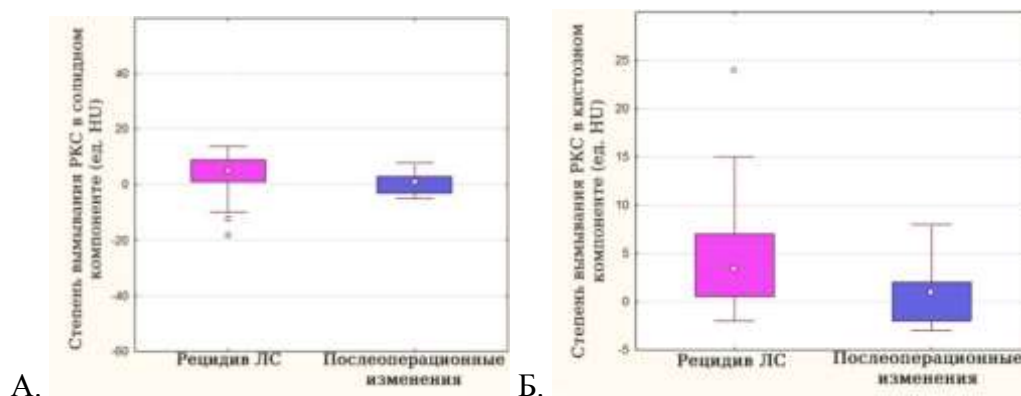 Степень вымывания РКС в солидном
компоненте (ед. HU)
40
20
0
-20
-40
-60
Рецидив ЛС
Послеоперационные
изменения
А.
Степень вымывания РКС в кистозном
компоненте (ед. HU)
25
20
15
10
5
0
-5
Рецидив ЛС
Послеоперационные
изменения
Б.